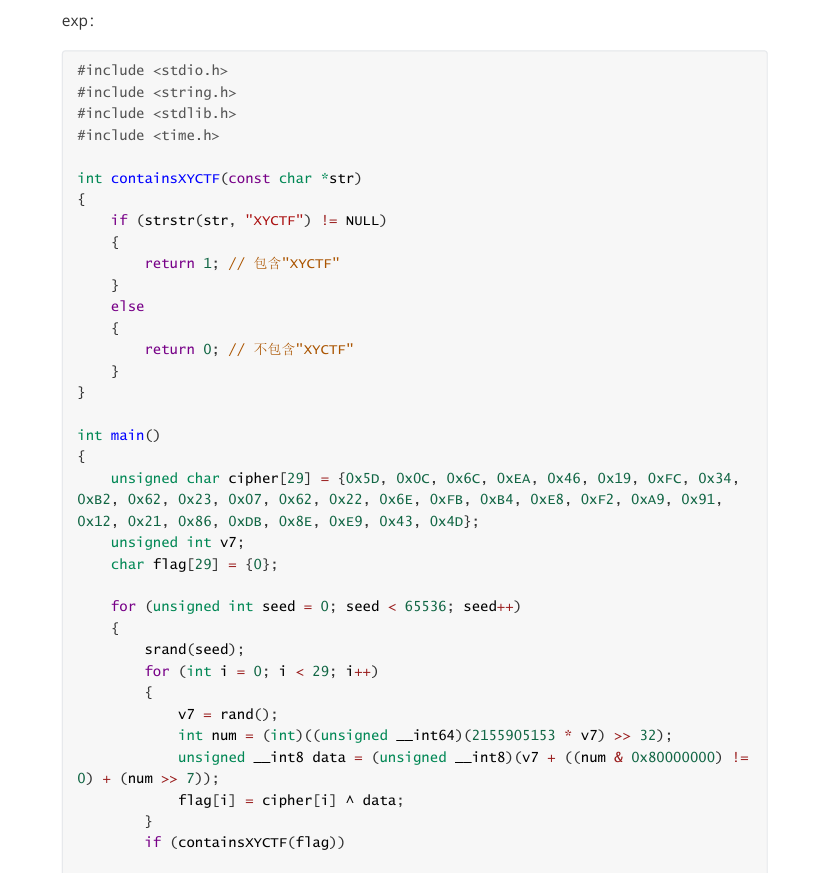 exp：
#include <stdio.h>
#include <string.h>
#include <stdlib.h>
#include <time.h>
int containsXYCTF(const char *str)
{
    if (strstr(str, "XYCTF") != NULL)
    {
        return 1; // 包含"XYCTF"
    }
    else
    {
        return 0; // 不包含"XYCTF"
    }
}
int main()
{
    unsigned char cipher[29] = {0x5D, 0x0C, 0x6C, 0xEA, 0x46, 0x19, 0xFC, 0x34,
0xB2, 0x62, 0x23, 0x07, 0x62, 0x22, 0x6E, 0xFB, 0xB4, 0xE8, 0xF2, 0xA9, 0x91,
0x12, 0x21, 0x86, 0xDB, 0x8E, 0xE9, 0x43, 0x4D};
    unsigned int v7;
    char flag[29] = {0};
    for (unsigned int seed = 0; seed < 65536; seed++)
    {
        srand(seed);
        for (int i = 0; i < 29; i++)
        {
            v7 = rand();
            int num = (int)((unsigned __int64)(2155905153 * v7) >> 32);
            unsigned __int8 data = (unsigned __int8)(v7 + ((num & 0x80000000) !=
0) + (num >> 7));
            flag[i] = cipher[i] ^ data;
        }
        if (containsXYCTF(flag))